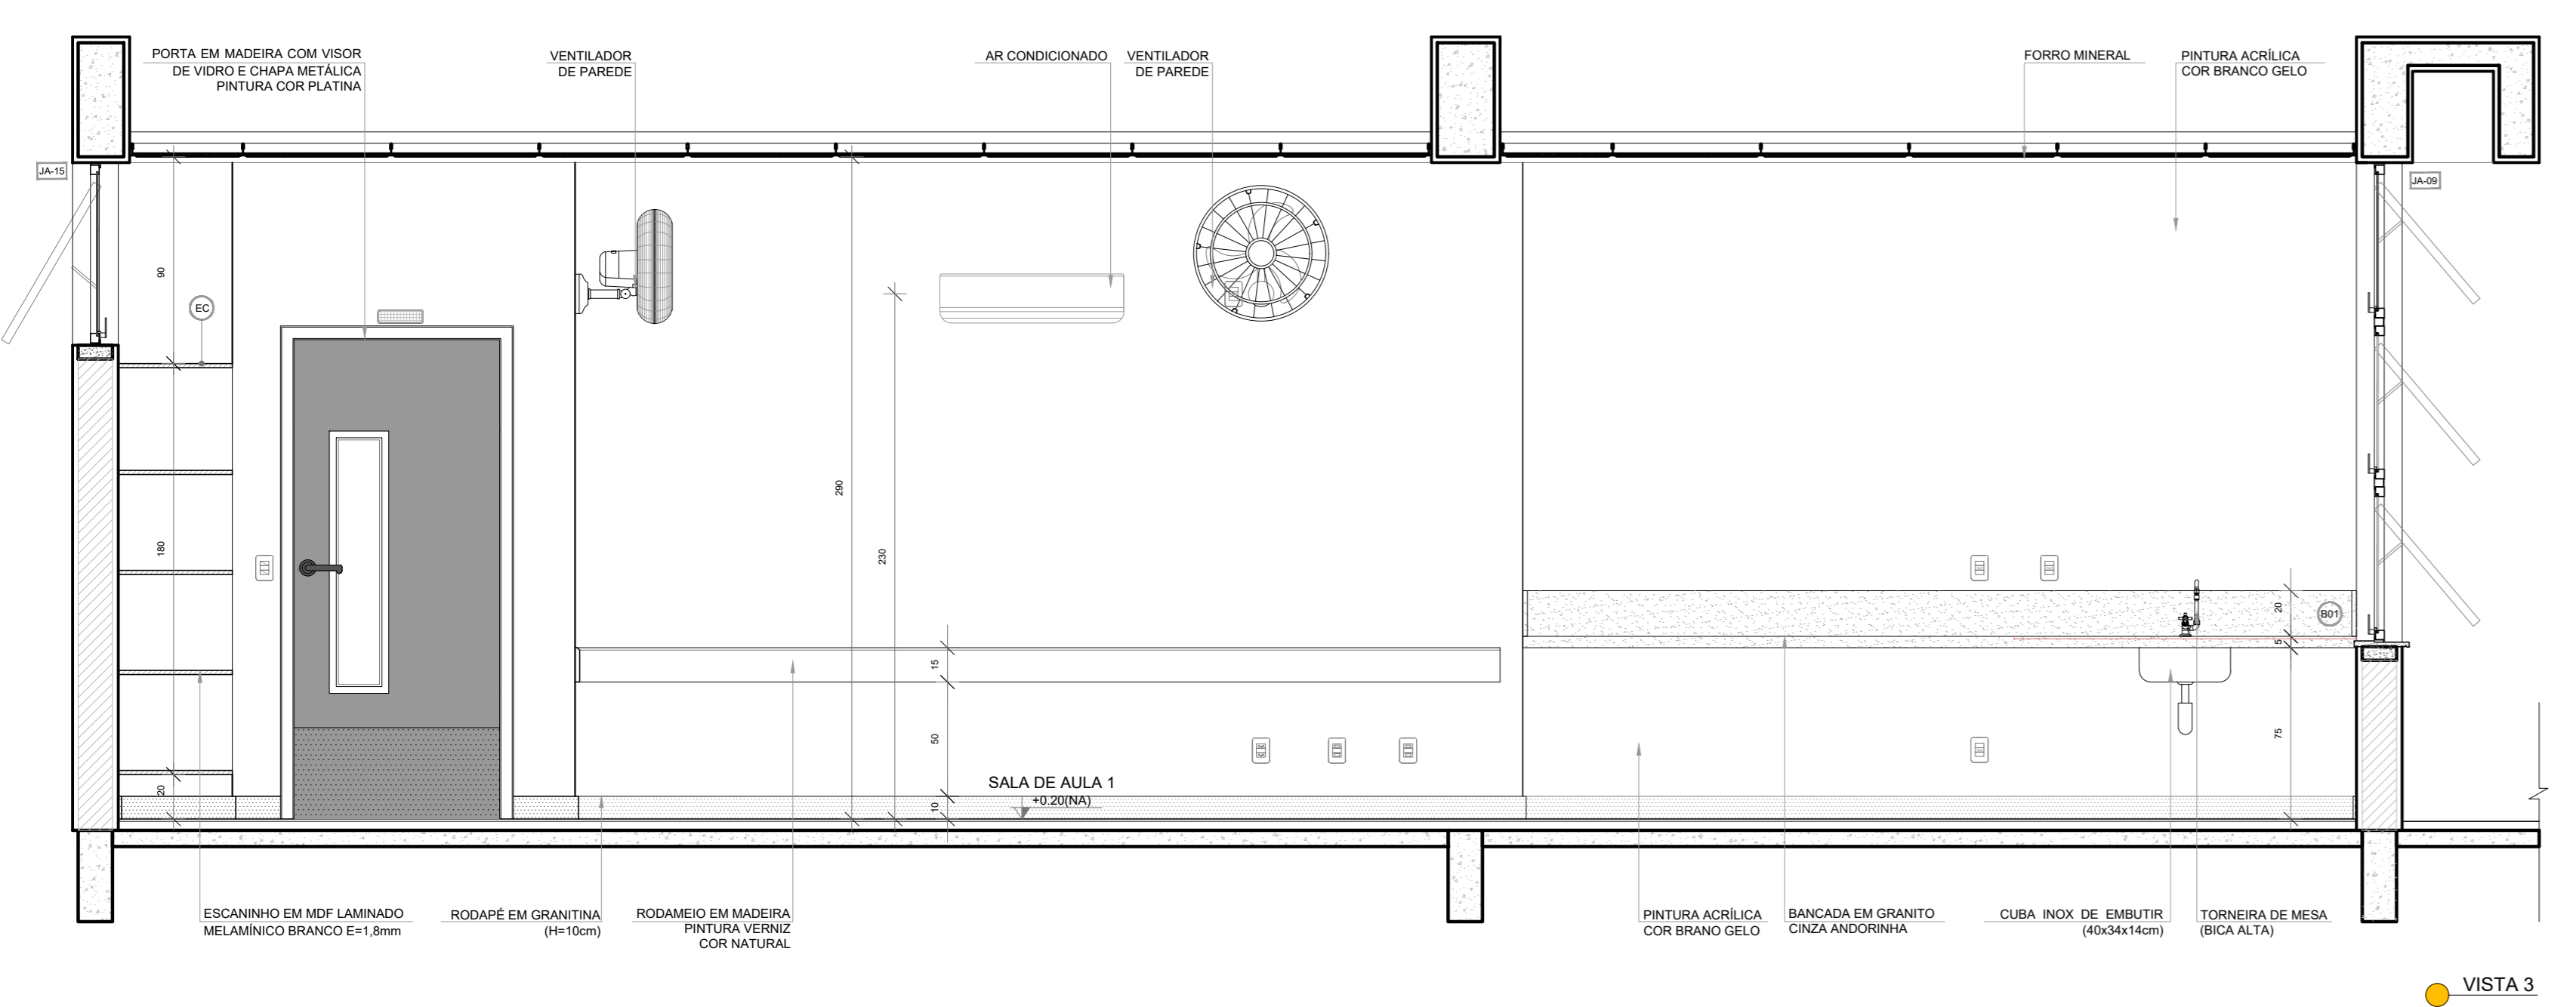 PORTA EM MADEIRA COM VISOR
DE VIDRO E CHAPA METÁLICA
PINTURA COR PLATINA
VENTILADOR
DE PAREDE
AR CONDICIONADO
VENTILADOR
DE PAREDE
FORRO MINERAL
PINTURA ACRÍLICA
COR BRANCO GELO
JA-15
JA-09
90
EC
290
230
180
20
15
50
10
20
B01
5
75
SALA DE AULA 1
+0.20(NA)
ESCANINHO EM MDF LAMINADO
MELAMÍNICO BRANCO E=1,8mm
RODAPÉ EM GRANITINA
(H=10cm)
RODAMEIO EM MADEIRA
PINTURA VERNIZ
COR NATURAL
PINTURA ACRÍLICA
COR BRANO GELO
BANCADA EM GRANITO
CINZA ANDORINHA
CUBA INOX DE EMBUTIR
(40x34x14cm)
TORNEIRA DE MESA
(BICA ALTA)
VISTA 3